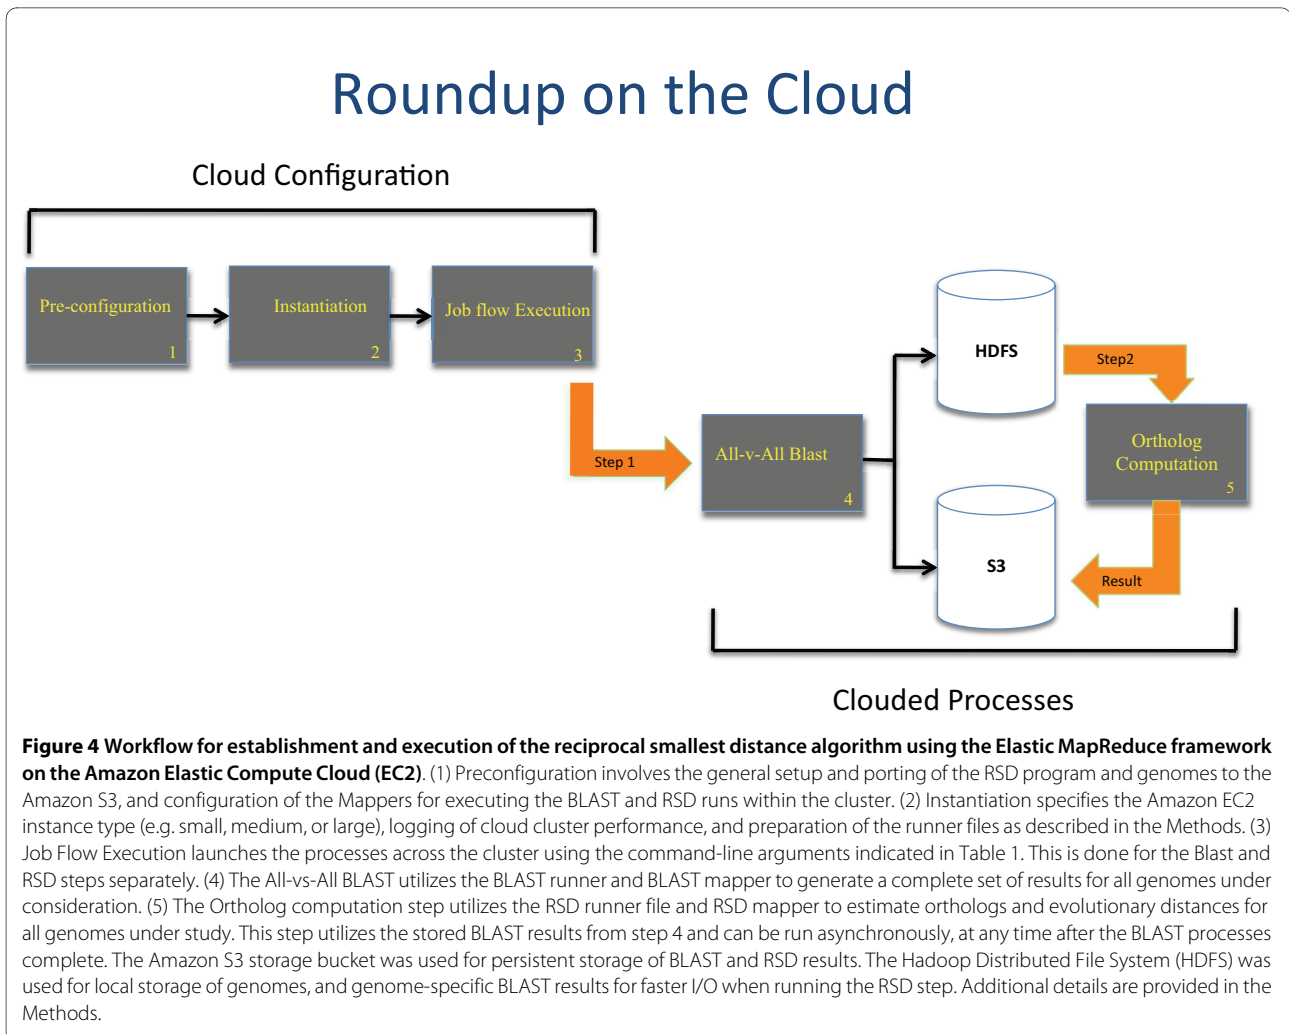 Roundup on the Cloud
Cloud Configuration
Pre-configuration
1
Instantiation
2
Job flow Execution
3
Step 1
All-v-All Blast
4
HDFS
S3
Step2
Ortholog
Computation
5
Result
Clouded Processes
Figure 4 Workflow for establishment and execution of the reciprocal smallest distance algorithm using the Elastic MapReduce framework
on the Amazon Elastic Compute Cloud (EC2). (1) Preconfiguration involves the general setup and porting of the RSD program and genomes to the
Amazon S3, and configuration of the Mappers for executing the BLAST and RSD runs within the cluster. (2) Instantiation specifies the Amazon EC2
instance type (e.g. small, medium, or large), logging of cloud cluster performance, and preparation of the runner files as described in the Methods. (3)
Job Flow Execution launches the processes across the cluster using the command-line arguments indicated in Table 1. This is done for the Blast and
RSD steps separately. (4) The All-vs-All BLAST utilizes the BLAST runner and BLAST mapper to generate a complete set of results for all genomes under
consideration. (5) The Ortholog computation step utilizes the RSD runner file and RSD mapper to estimate orthologs and evolutionary distances for
all genomes under study. This step utilizes the stored BLAST results from step 4 and can be run asynchronously, at any time after the BLAST processes
complete. The Amazon S3 storage bucket was used for persistent storage of BLAST and RSD results. The Hadoop Distributed File System (HDFS) was
used for local storage of genomes, and genome-specific BLAST results for faster I/O when running the RSD step. Additional details are provided in the
Methods.